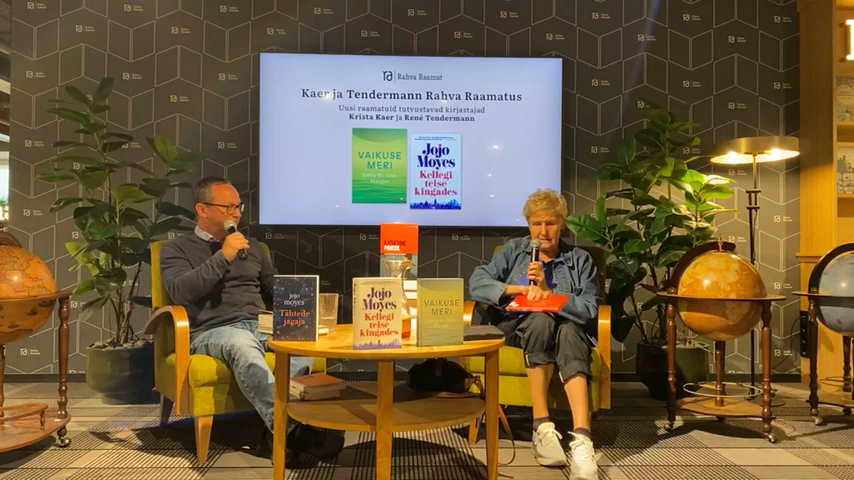 Rahva Raamat
Kaer ja Tendermann Rahva Raamatus
Uusi raamatuid tutvustavad kirjastajad
Krista Kaer ja René Tendermann
VAIKUSE
MERI
Jojo
Moyes
Kellegi
teise
kingades
jojo
moyes
Tähtede
jagaja
Jojo
Moyes
Kellegi
teise
kingades
VAIKUSE
MERI